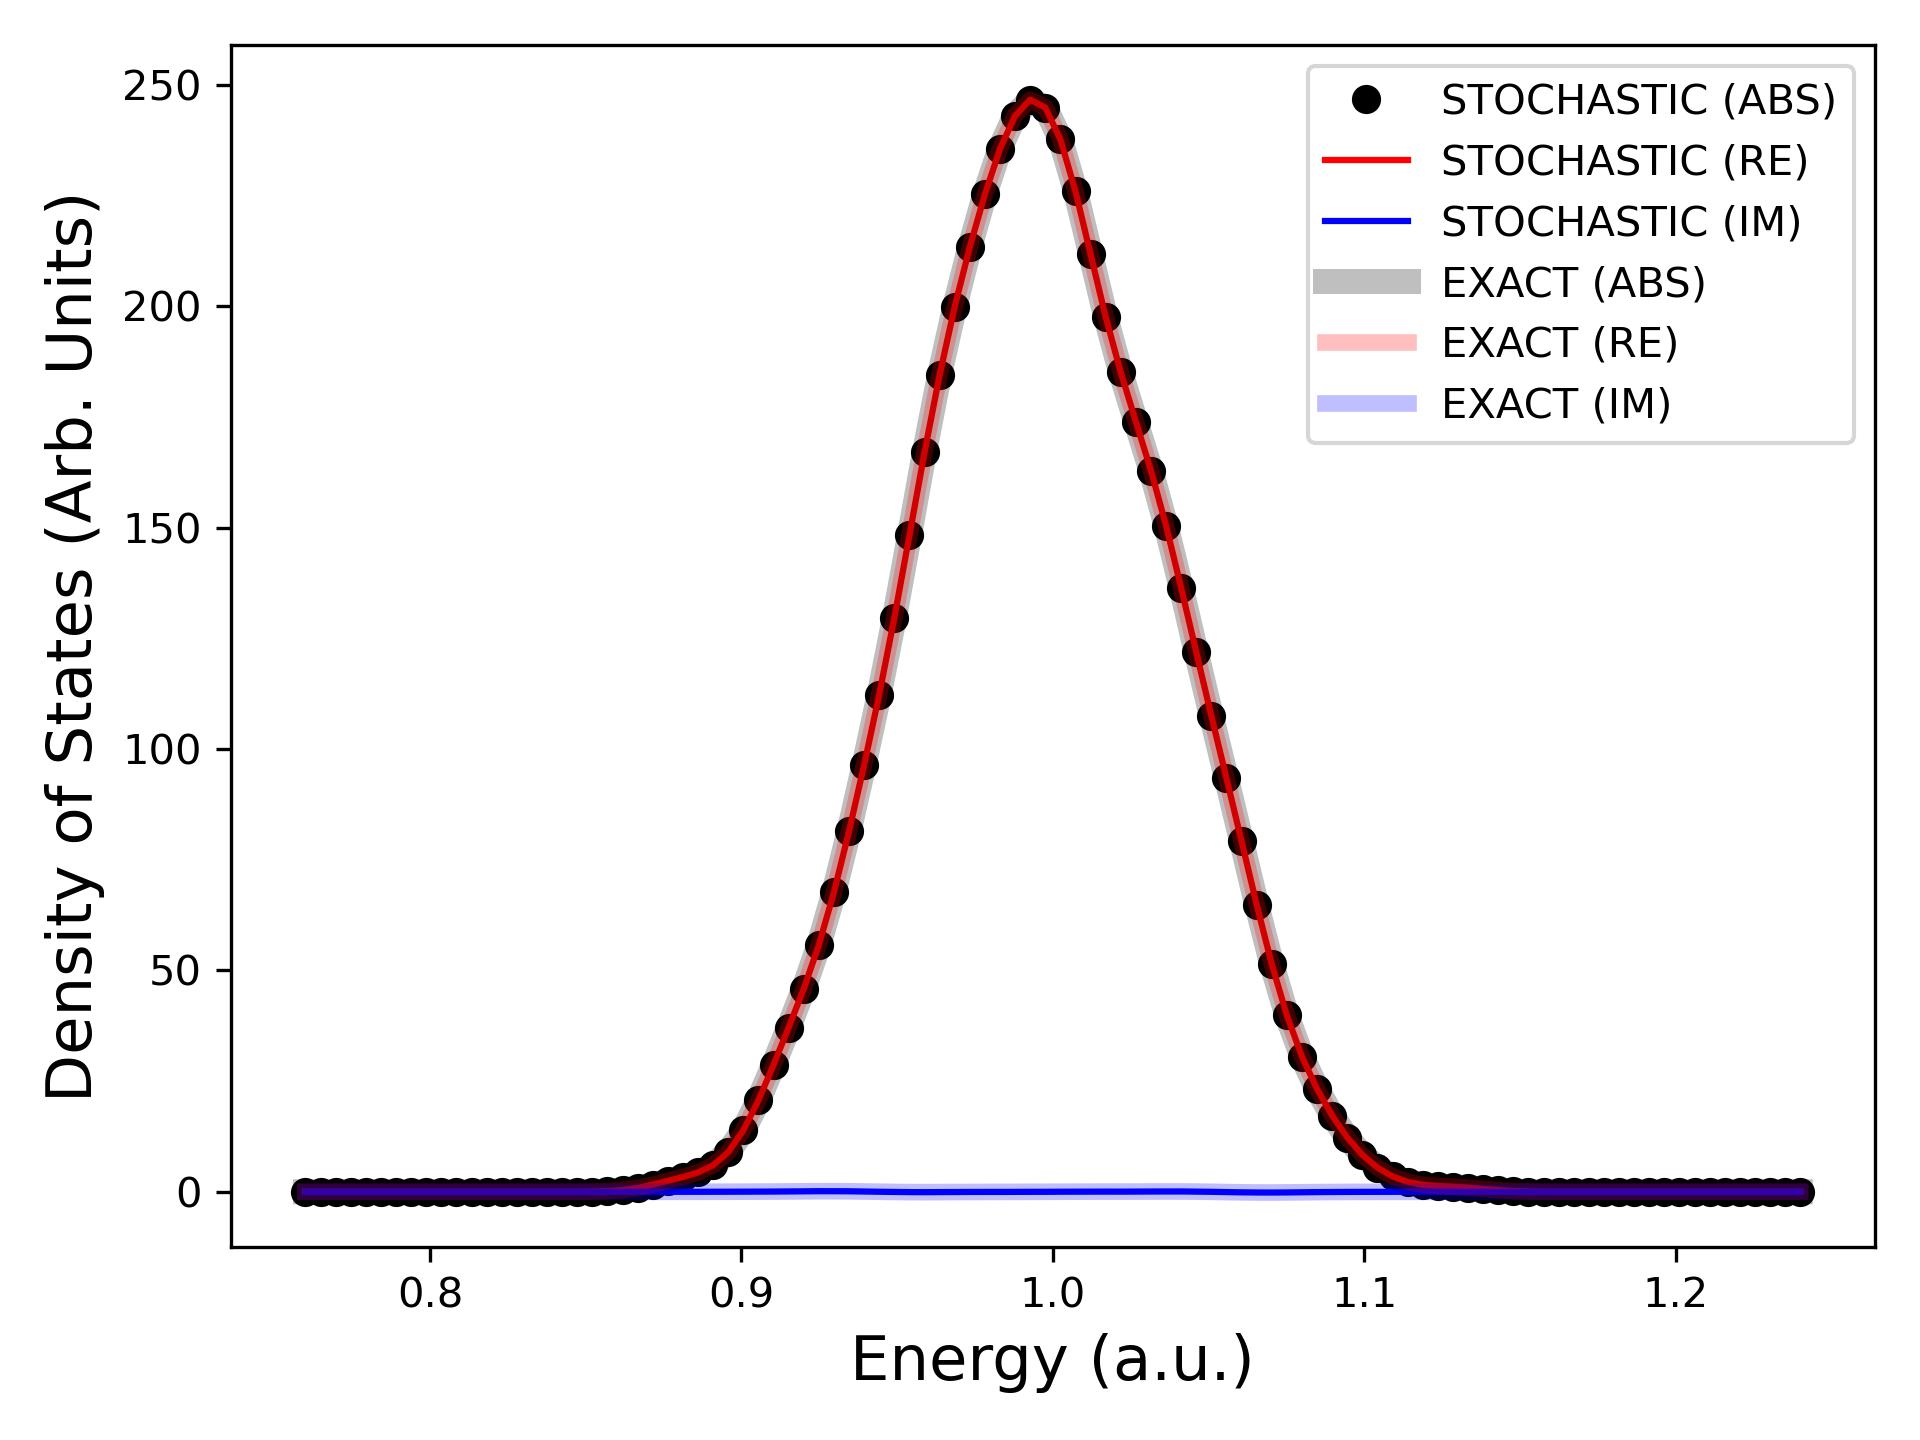 250
200
150
100
50
0
Density of States (Arb. Units)
STOCHASTIC (ABS)
STOCHASTIC (RE)
STOCHASTIC (IM)
EXACT (ABS)
EXACT (RE)
EXACT (IM)
0.8 0.9 1.0 1.1 1.2
Energy (a.u.)